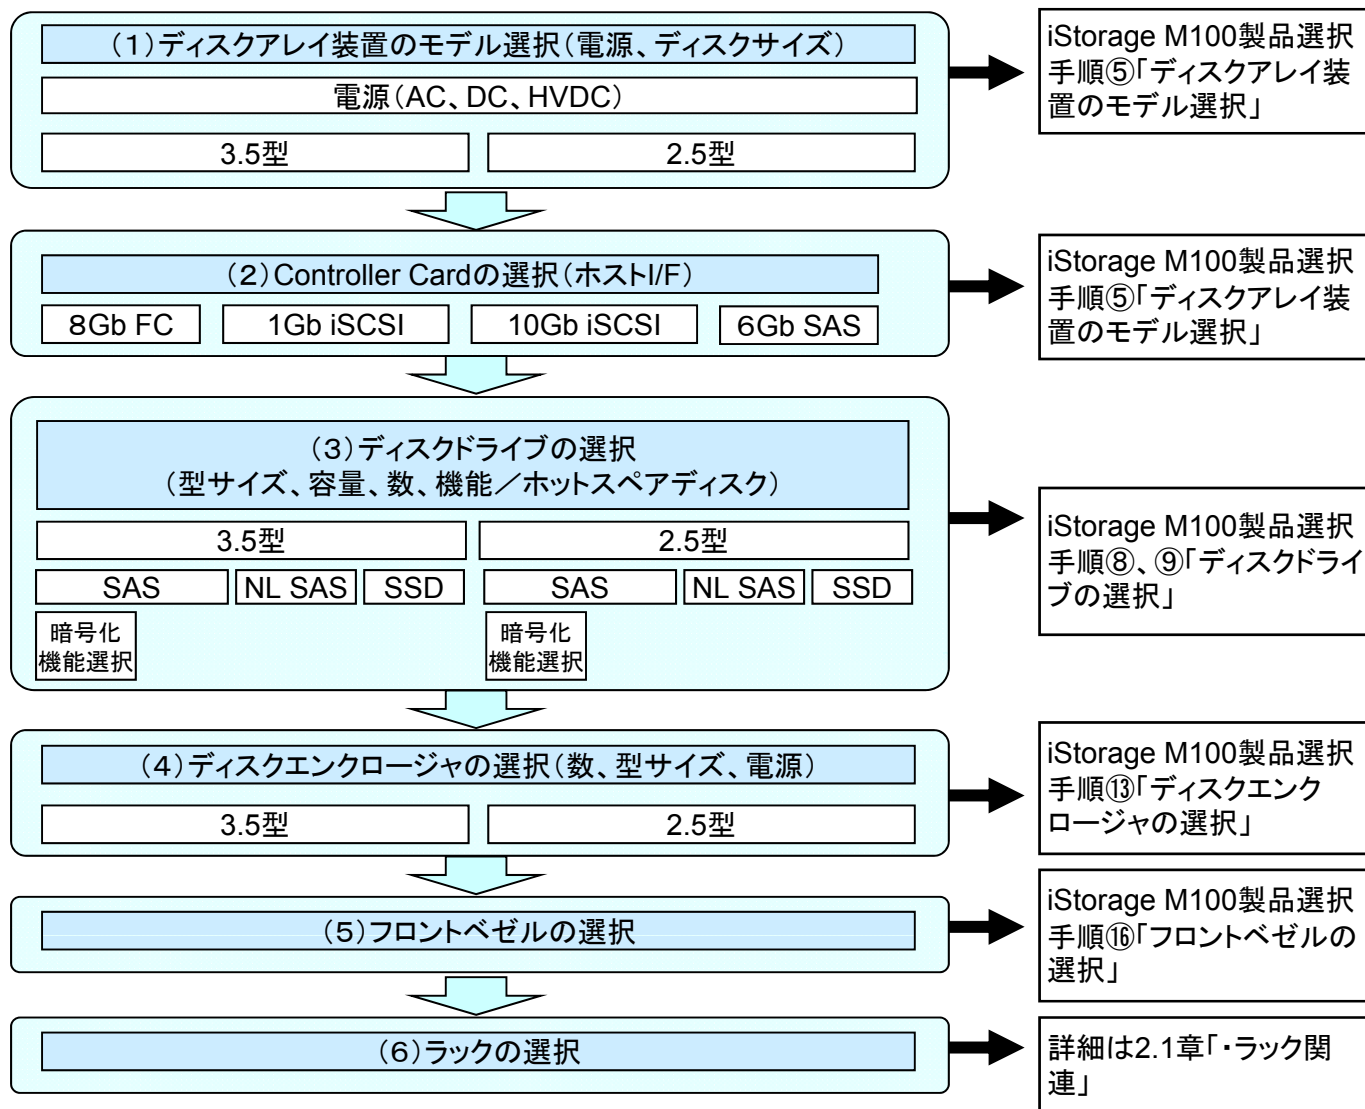 (1)ディスクアレイ装置のモデル選択(電源、ディスクサイズ)
電源(AC、DC、HVDC)
3.5型
2.5型
iStorage M100製品選択
手順⑤「ディスクアレイ装
置のモデル選択」
(2)Controller Cardの選択(ホストI/F)
8Gb FC
1Gb iSCSI
10Gb iSCSI
6Gb SAS
iStorage M100製品選択
手順⑤「ディスクアレイ装
置のモデル選択」
(3)ディスクドライブの選択
(型サイズ、容量、数、機能/ホットスペアディスク)
3.5型
2.5型
SAS
NL SAS
SSD
SAS
NL SAS
SSD
暗号化
機能選択
暗号化
機能選択
iStorage M100製品選択
手順⑧、⑨「ディスクドライ
ブの選択」
(4)ディスクエンクロージャの選択(数、型サイズ、電源)
3.5型
2.5型
iStorage M100製品選択
手順⑬「ディスクエンク
ロージャの選択」
(5)フロントベゼルの選択
iStorage M100製品選択
手順⑯「フロントベゼルの
選択」
(6)ラックの選択
詳細は2.1章「・ラック関
連」